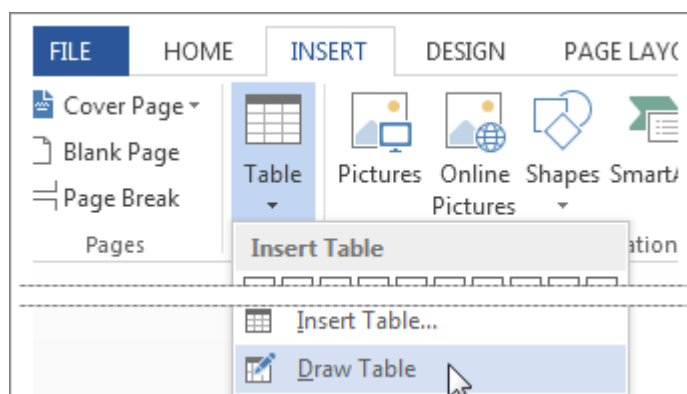 FILE HOME INSERT DESIGN PAGE
Cover Page
Blank Page
Page Break
Pages
Table
Pictures
Online
Pictures
Shapes
Insert Table
Insert Table...
Draw Table